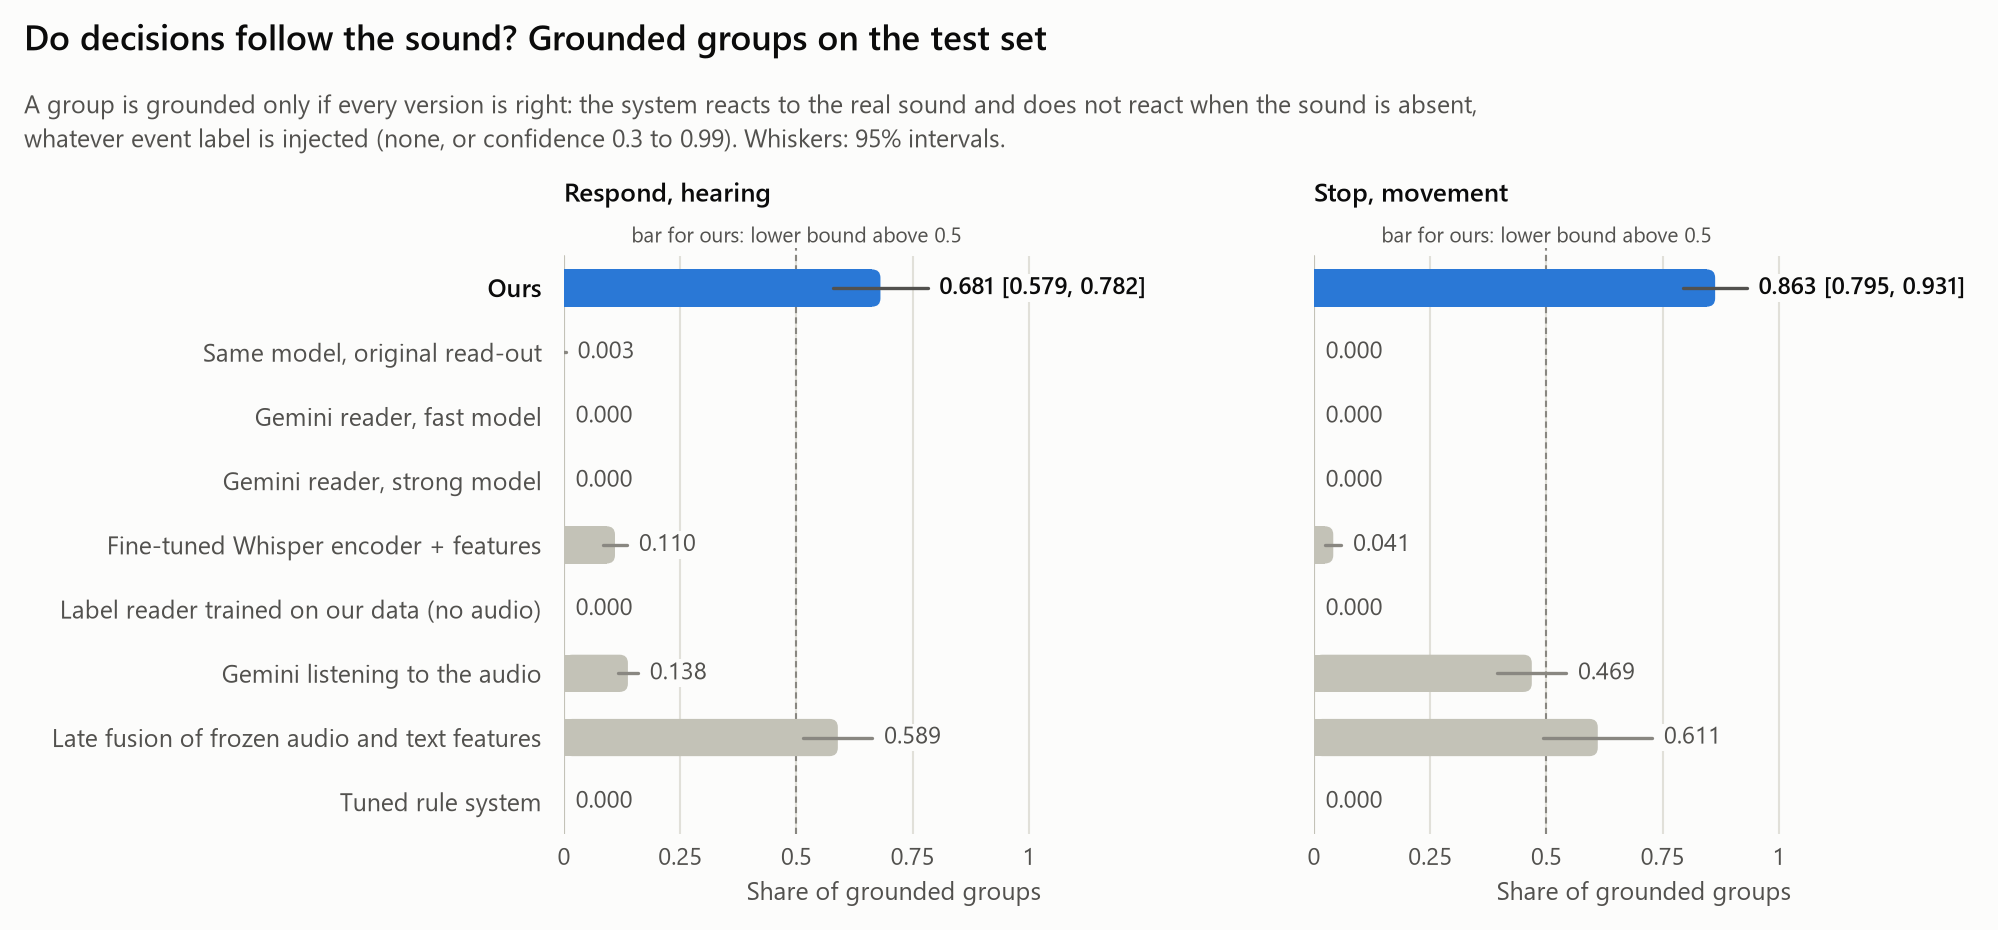 Do decisions follow the sound? Grounded groups on the test set
A group is grounded only if every version is right: the system reacts to the real sound and does not react when the sound is absent,
whatever event label is injected (none, or confidence 0.3 to 0.99). Whiskers: 95% intervals.
Respond, hearing
bar for ours: lower bound above 0.5
Stop, movement
bar for ours: lower bound above 0.5
Ours 0.681 [0.579, 0.782] 0.863 [0.795, 0.931]
Same model, original read-out 0.003 0.000
Gemini reader, fast model 0.000 0.000
Gemini reader, strong model 0.000 0.000
Fine-tuned Whisper encoder + features 0.110 0.041
Label reader trained on our data (no audio) 0.000 0.000
Gemini listening to the audio 0.138 0.469
Late fusion of frozen audio and text features 0.589 0.611
Tuned rule system 0.000 0.000
0 0.25 0.5 0.75 1 0 0.25 0.5 0.75 1
Share of grounded groups Share of grounded groups